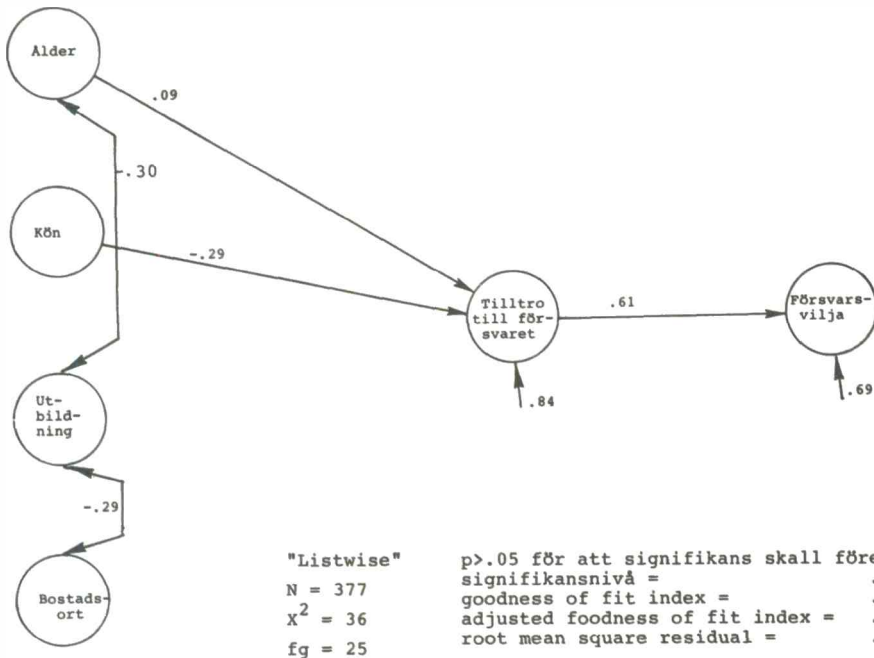 Ålder
.09
-.30
Kön
-.29
Tilltro
till för-
svaret
.61
Försvars-
vilja
.84
.69
Ut-
bild-
ning
-.29
Bostads-
ort
"Listwise"
N = 377
X2 = 36
fg = 25
p>.05 för att signifikans skall före
signifikansnivå = .
goodness of fit index = .
adjusted foodness of fit index = .
root mean square residual = .